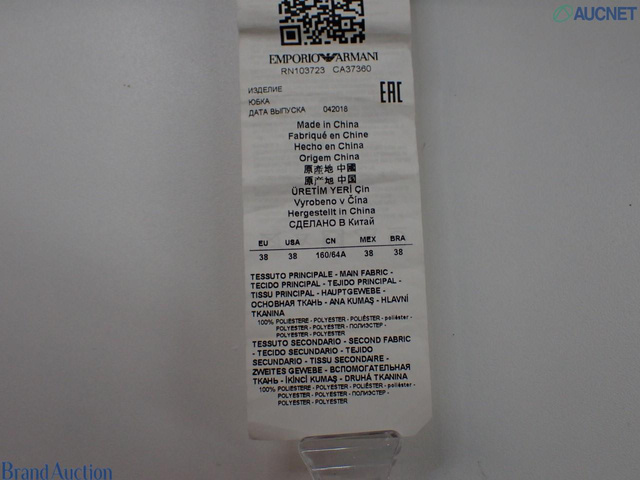 AUCNET
EMPORIO ARMANI
RN103723 CA37360
EAC
ИЗДЕЛИЕ
ЮБКА
ДАТА ВЫПУСКА 042018
Made in China
Fabriqué en Chine
Hecho en China
Origem China
原產地 中國
原产地 中国
ÜRETİM YERİ Çin
Vyrobeno v Čína
Hergestellt in China
СДЕЛАНО В Китай
EU USA CN MEX BRA
38 38 160/64A 38 38
TESSUTO PRINCIPALE - MAIN FABRIC -
TECIDO PRINCIPAL - TEJIDO PRINCIPAL -
TISSU PRINCIPAL - HAUPTGEWEBE -
ОСНОВНАЯ ТКАНЬ - ANA KUMAŞ - HLAVNÍ
TKANINA
100% POLIESTERE - POLYESTER - POLIÉSTER - poliéster -
POLYESTER - POLYESTER - ПОЛИЭСТЕР -
POLYESTER - POLYESTER
TESSUTO SECONDARIO - SECOND FABRIC
- TECIDO SECUNDARIO - TEJIDO
SECUNDARIO - TISSU SECONDAIRE -
ZWEITES GEWEBE - ВСПОМОГАТЕЛЬНАЯ
ТКАНЬ - İKİNCİ KUMAŞ - DRUHÁ TKANINA
100% POLIESTERE - POLYESTER - POLIÉSTER - poliéster -
POLYESTER - POLYESTER - ПОЛИЭСТЕР -
POLYESTER - POLYESTER
Brand Auction